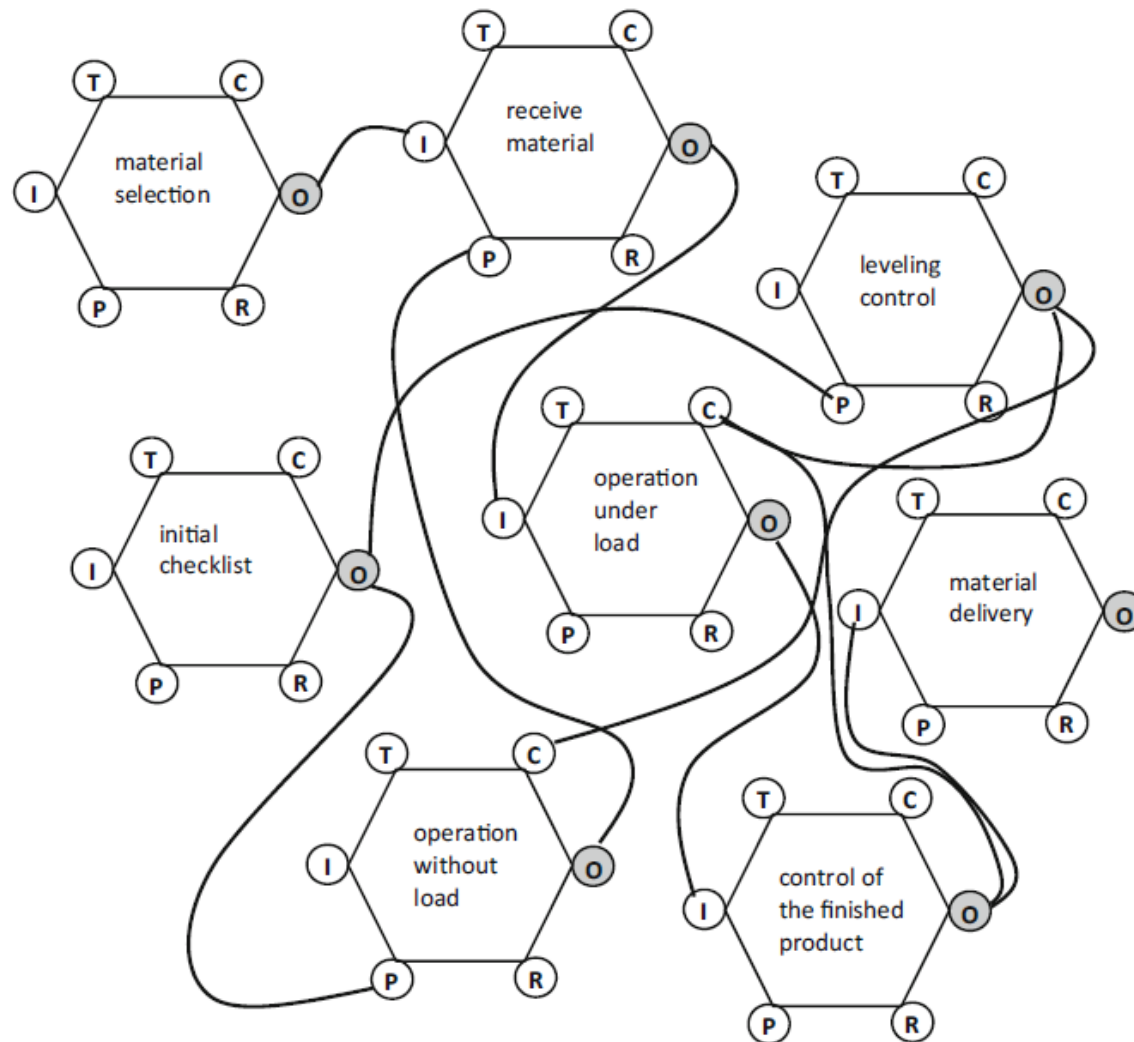 T
C
receive
material
I
O
P
R
T
C
material
selection
I
O
P
R
T
C
leveling
control
I
O
P
R
T
C
operation
under
load
I
O
P
R
T
C
initial
checklist
I
O
P
R
T
C
material
delivery
I
O
P
R
T
C
operation
without
load
I
O
P
R
T
C
control of
the finished
product
I
O
P
R